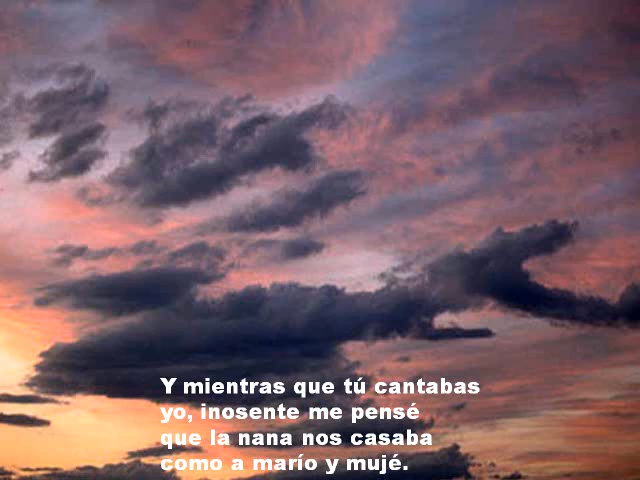 Y mientras que tú cantabas
yo, inosente me pensé
que la nana nos casaba
como a marío y mujé.